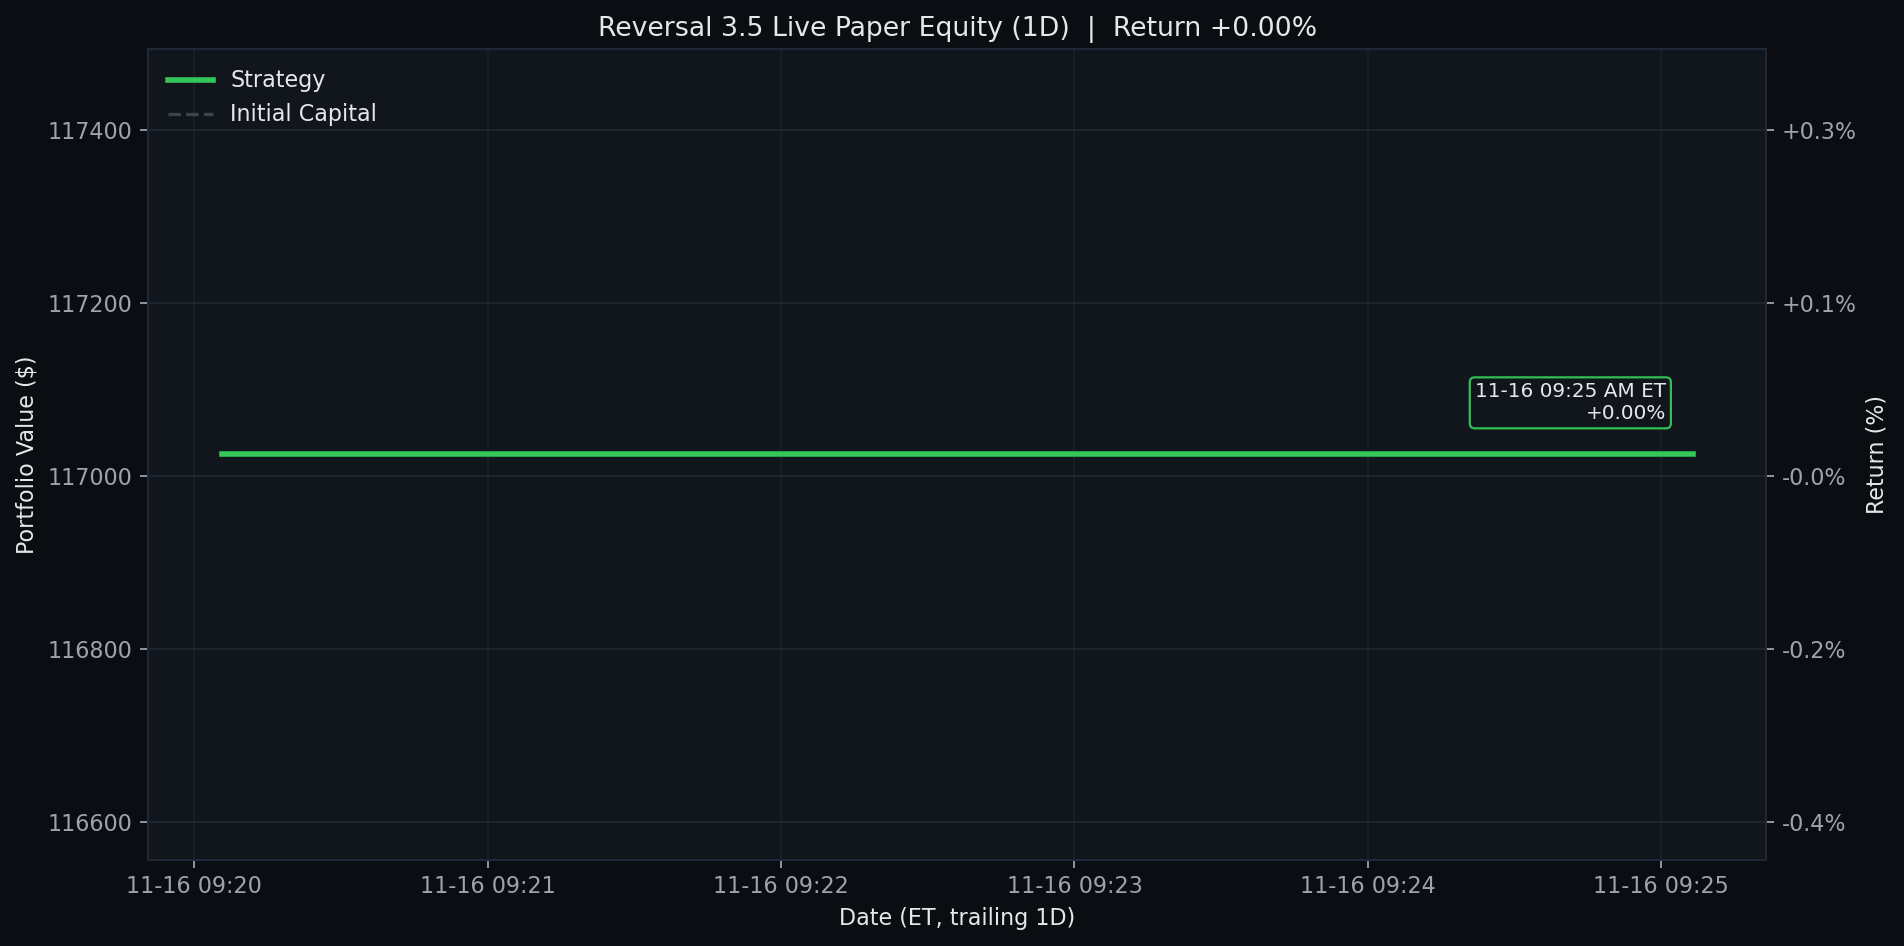 Reversal 3.5 Live Paper Equity (1D) | Return +0.00%
Strategy
Initial Capital
117400
117200
117000
116800
116600
Portfolio Value ($)
+0.3%
+0.1%
-0.0%
-0.2%
-0.4%
Return (%)
11-16 09:25 AM ET
+0.00%
11-16 09:20
11-16 09:21
11-16 09:22
11-16 09:23
11-16 09:24
11-16 09:25
Date (ET, trailing 1D)